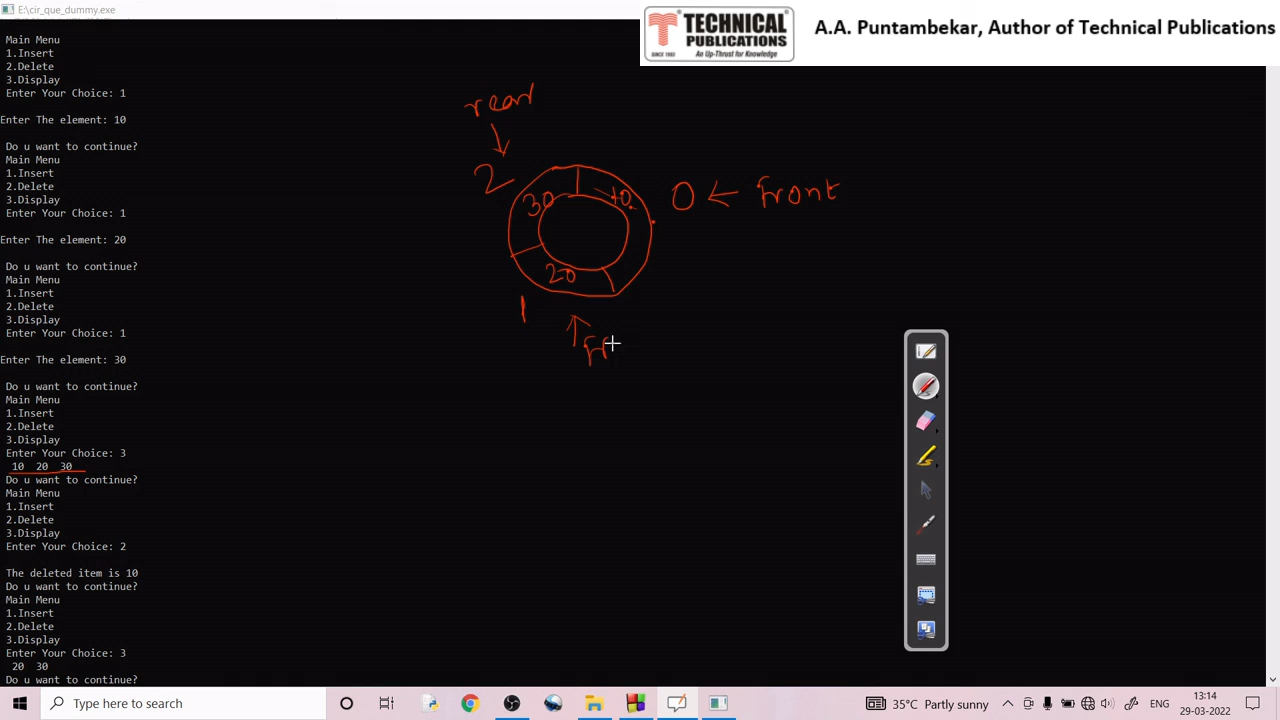 E:\cir_que_dummy.exe
TECHNICAL
PUBLICATIONS
SINCE 1993 An Up-Thrust for Knowledge
A.A. Puntambekar, Author of Technical Publications
Main Menu
1.Insert
2.Delete
3.Display
Enter Your Choice: 1
Enter The element: 10
Do u want to continue?
Main Menu
1.Insert
2.Delete
3.Display
Enter Your Choice: 1
Enter The element: 20
Do u want to continue?
Main Menu
1.Insert
2.Delete
3.Display
Enter Your Choice: 1
Enter The element: 30
Do u want to continue?
Main Menu
1.Insert
2.Delete
3.Display
Enter Your Choice: 3
10 20 30
Do u want to continue?
Main Menu
1.Insert
2.Delete
3.Display
Enter Your Choice: 2
The deleted item is 10
Do u want to continue?
Main Menu
1.Insert
2.Delete
3.Display
Enter Your Choice: 3
20 30
Do u want to continue?
rear
2
30
10
0 ← front
20
1
Fr
Type here to search
35°C Partly sunny
ENG
13:14
29-03-2022